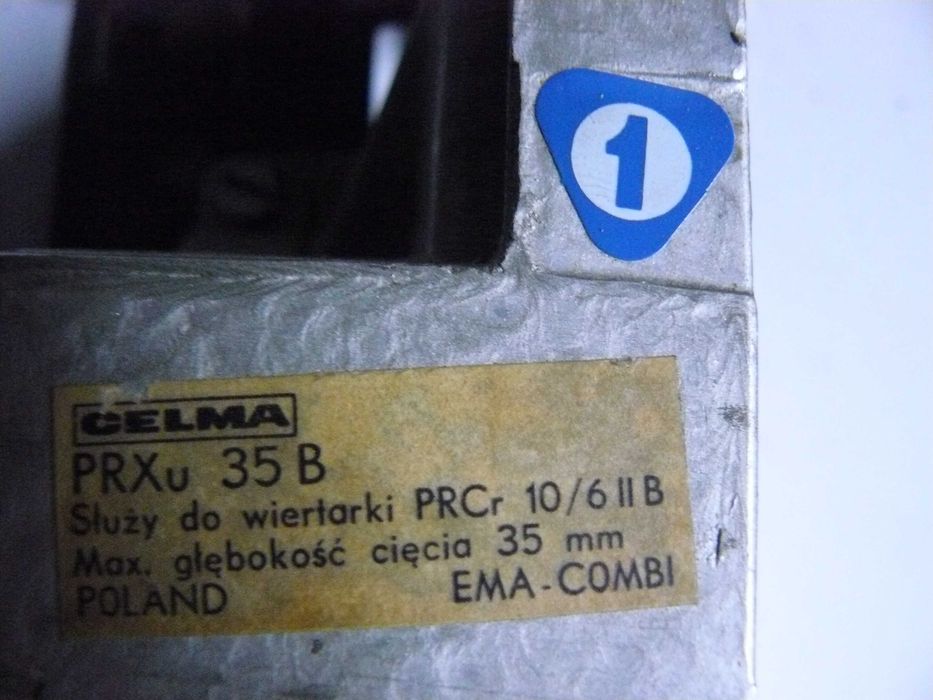 1
CELMA
PRXu 35 B
Służy do wiertarki PRCr 10/6 II B
Max. głębokość cięcia 35 mm
POLAND EMA-COMBI